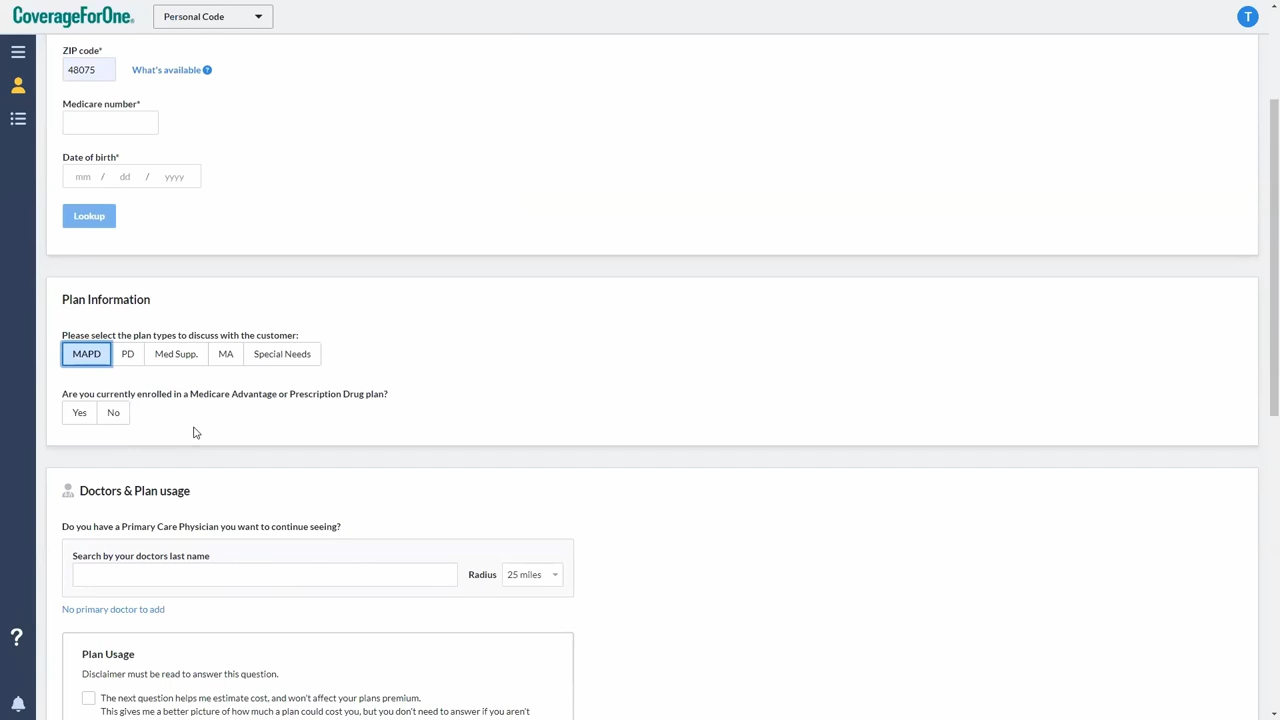 CoverageForOne.
Personal Code
T
ZIP code*
48075
What's available ?
Medicare number*
Date of birth*
mm / dd / yyyy
Lookup
Plan Information
Please select the plan types to discuss with the customer:
MAPD PD Med Supp. MA Special Needs
Are you currently enrolled in a Medicare Advantage or Prescription Drug plan?
Yes No
Doctors & Plan usage
Do you have a Primary Care Physician you want to continue seeing?
Search by your doctors last name
Radius 25 miles
No primary doctor to add
?
Plan Usage
Disclaimer must be read to answer this question.
The next question helps me estimate cost, and won't affect your plans premium.
This gives me a better picture of how much a plan could cost you, but you don't need to answer if you aren't